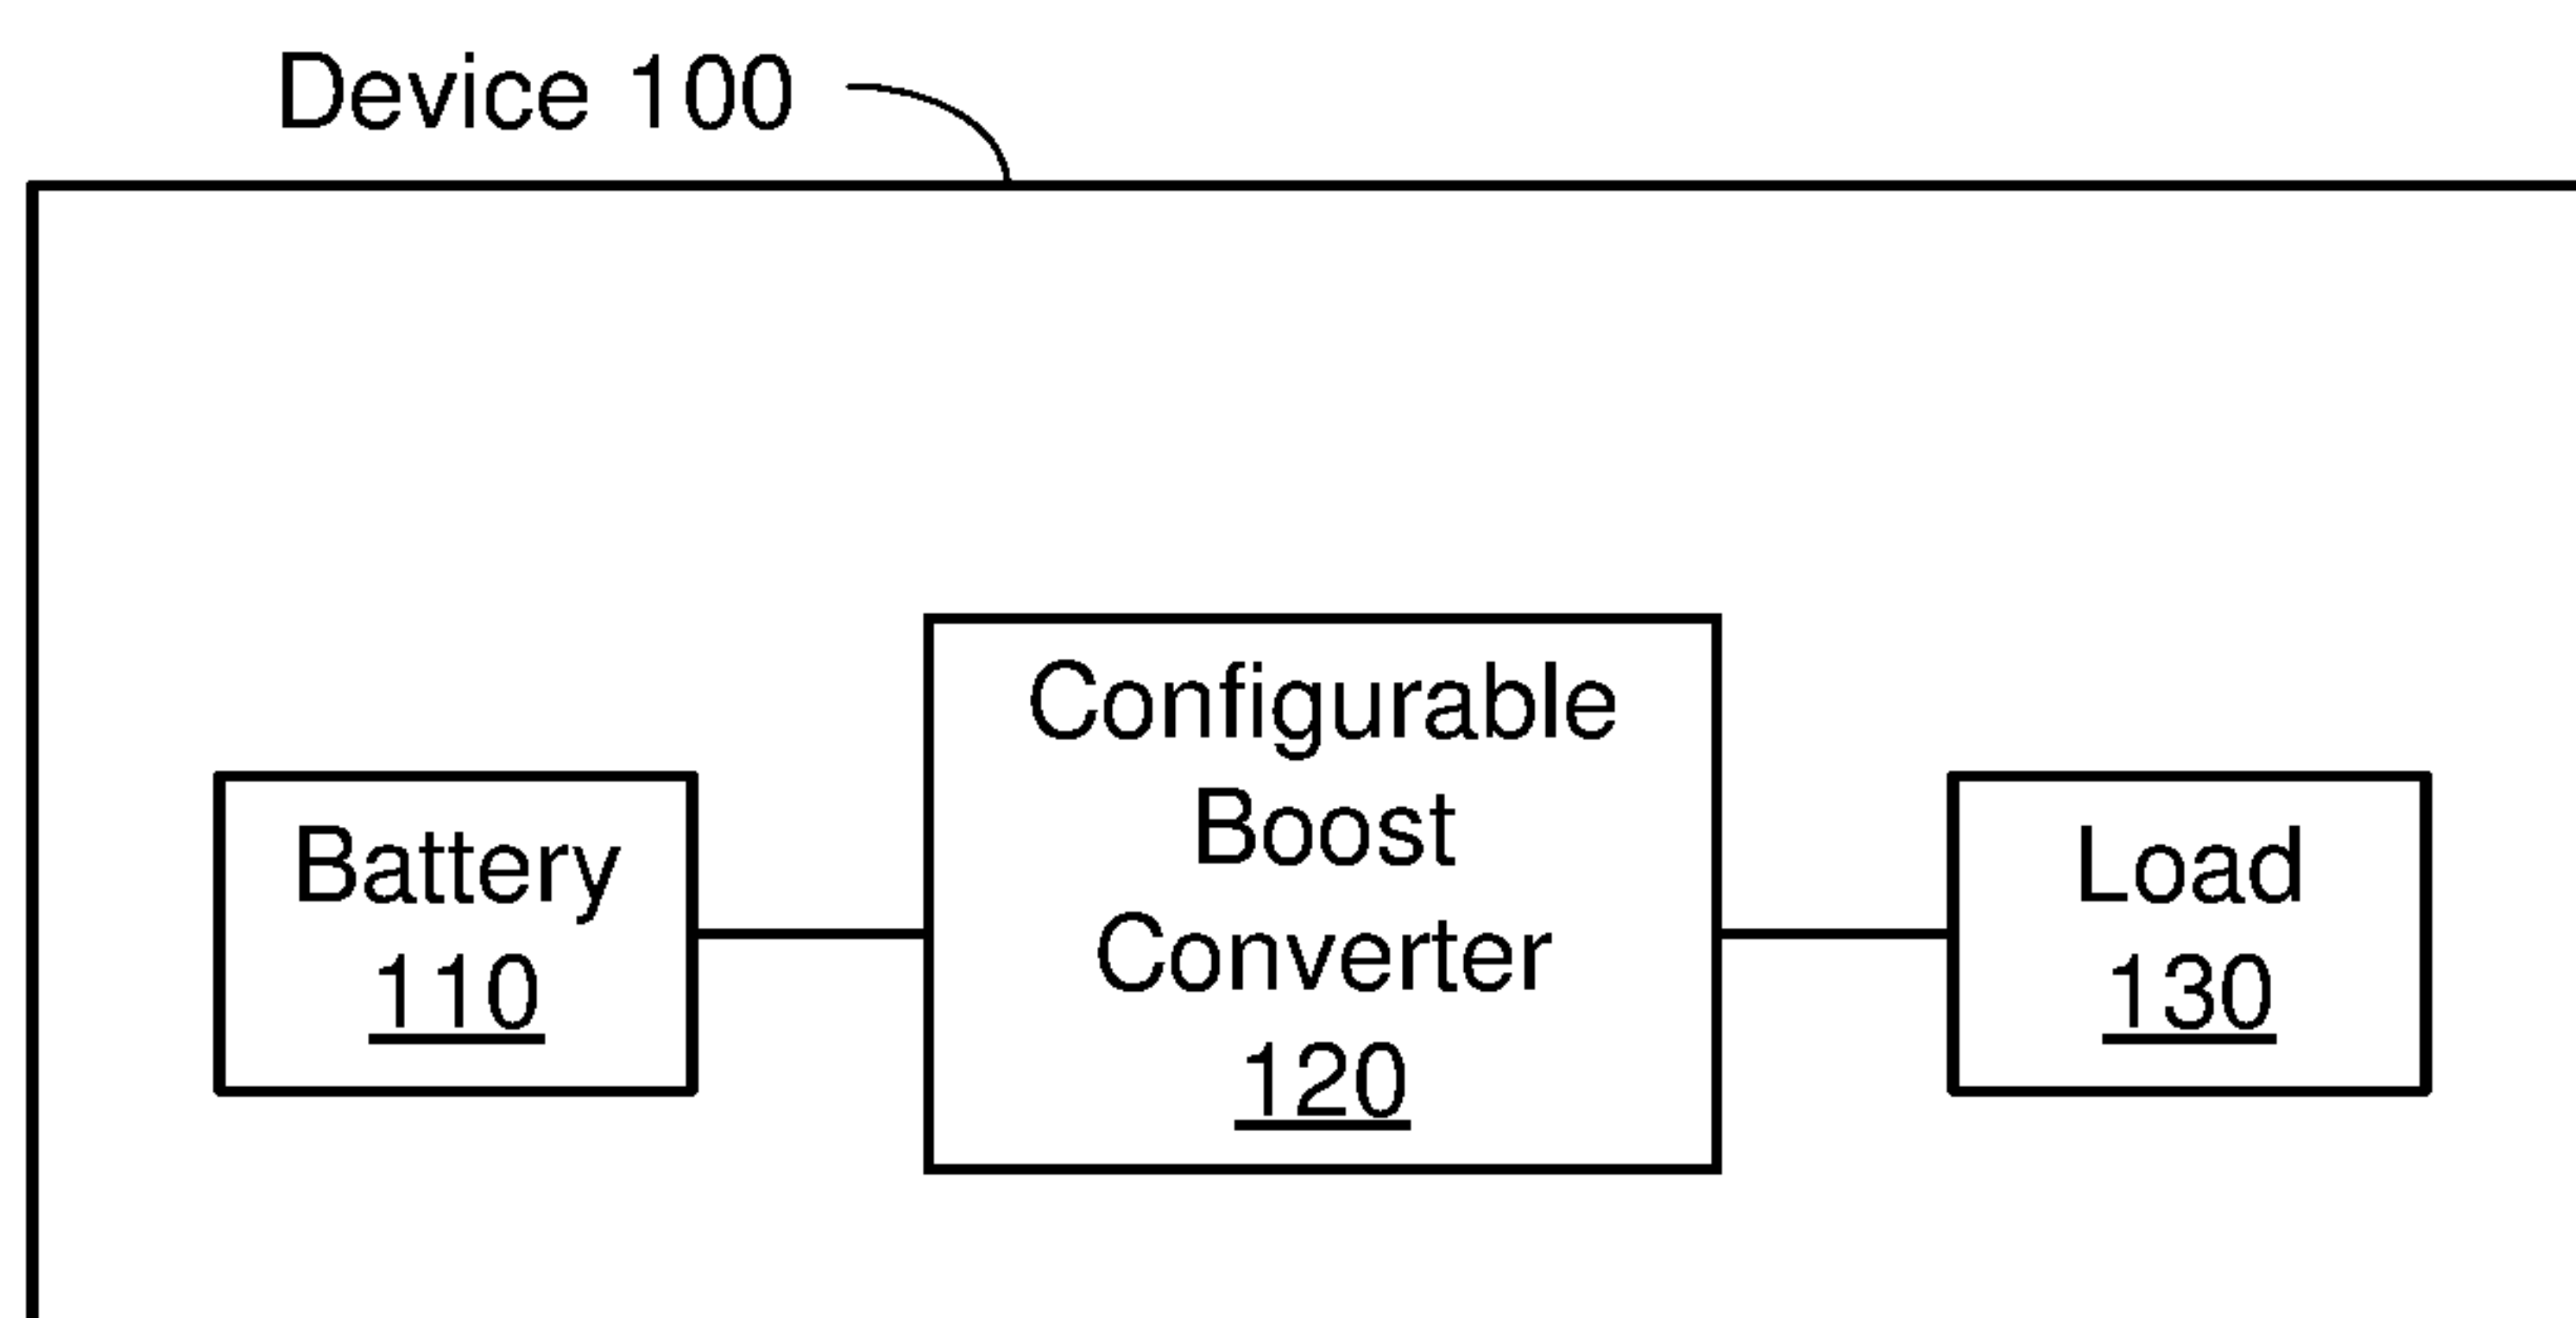 Device 100
Battery
110
Configurable
Boost
Converter
120
Load
130